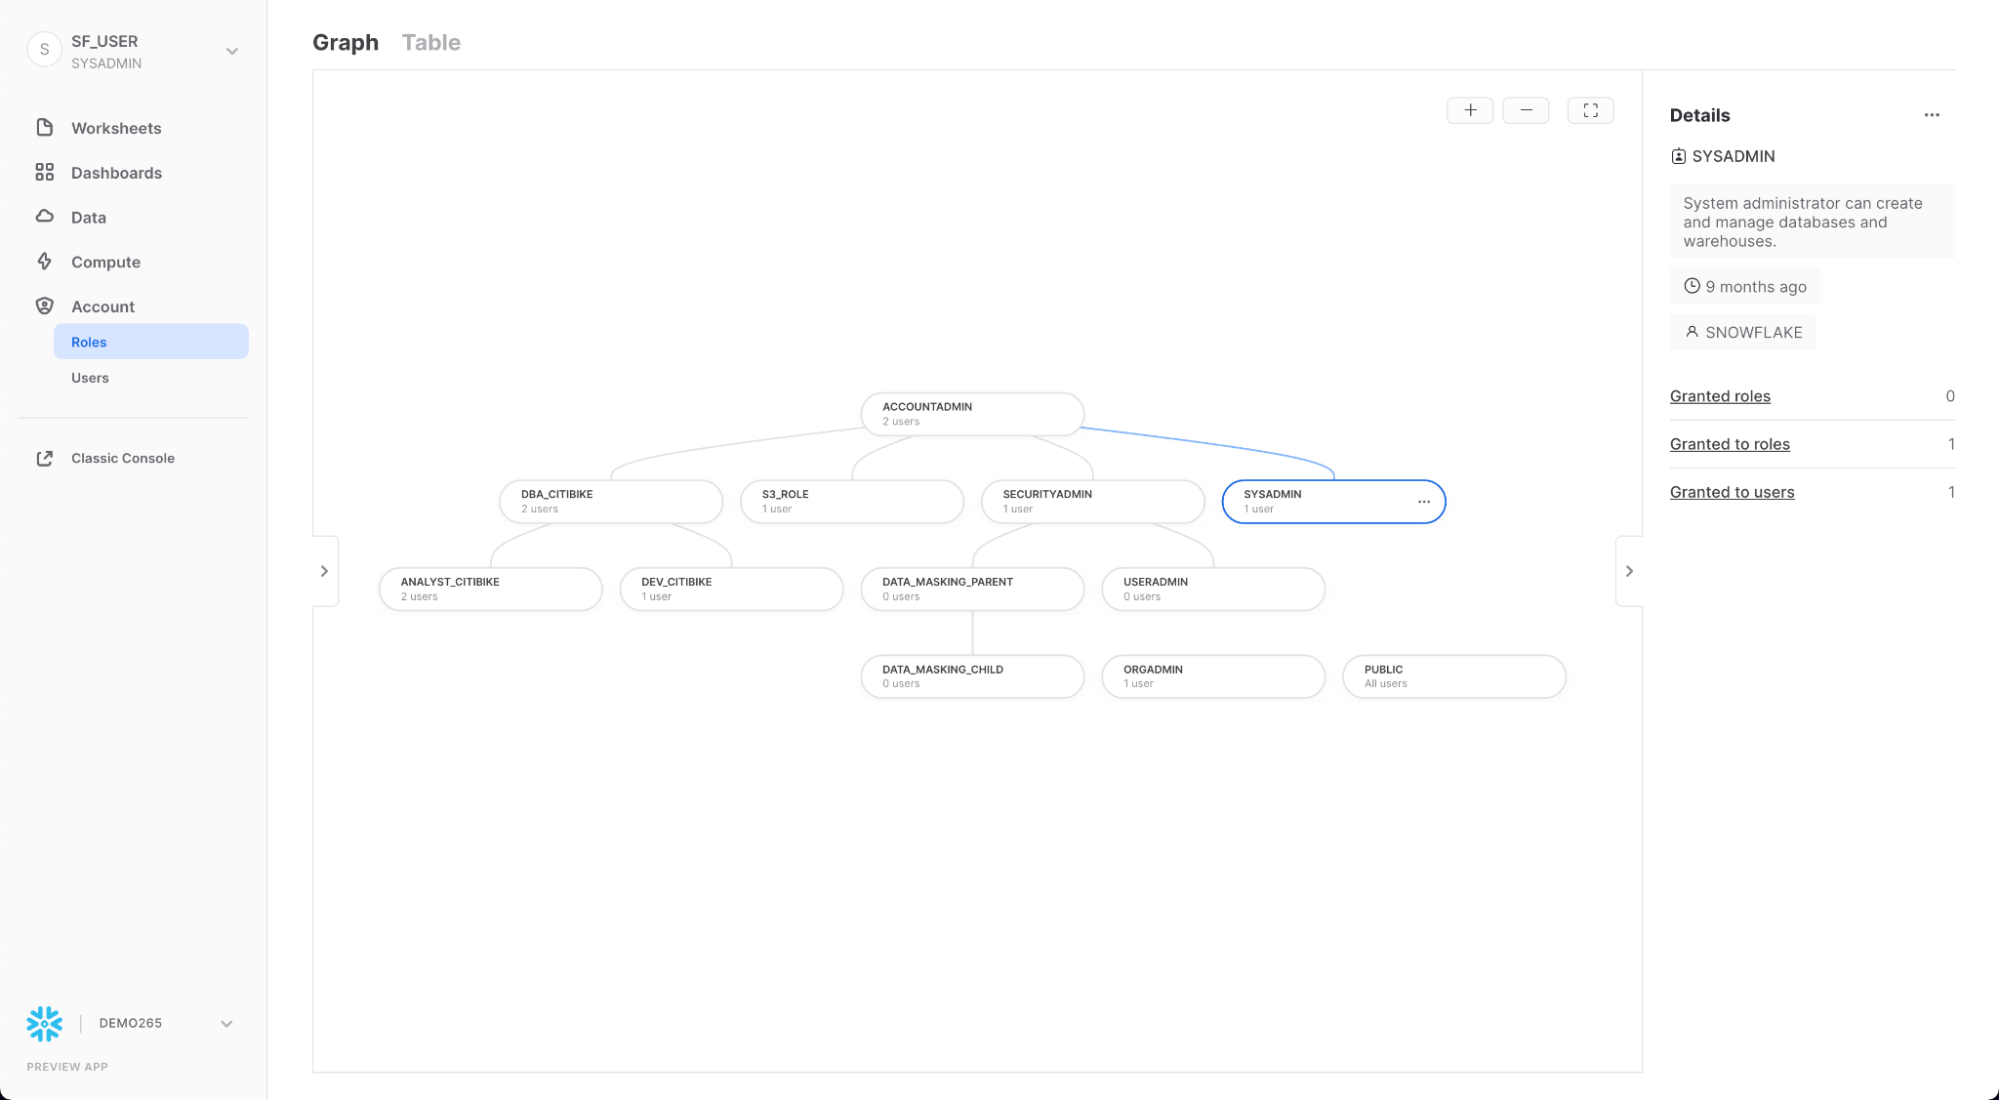 S
SF_USER
SYSADMIN
Worksheets
Dashboards
Data
Compute
Account
Roles
Users
Classic Console
DEMO265
PREVIEW APP
Graph
Table
ACCOUNTADMIN
2 users
DBA_CITIBIKE
2 users
S3_ROLE
1 user
SECURITYADMIN
1 user
SYSADMIN
1 user
ANALYST_CITIBIKE
2 users
DEV_CITIBIKE
1 user
DATA_MASKING_PARENT
0 users
USERADMIN
0 users
DATA_MASKING_CHILD
0 users
ORGADMIN
1 user
PUBLIC
All users
Details
SYSADMIN
System administrator can create
and manage databases and
warehouses.
9 months ago
SNOWFLAKE
Granted roles 0
Granted to roles 1
Granted to users 1